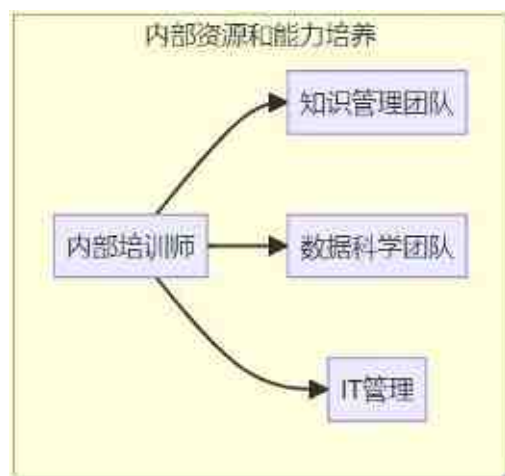 内部资源和能力培养
知识管理团队
内部培训师
数据科学团队
IT管理